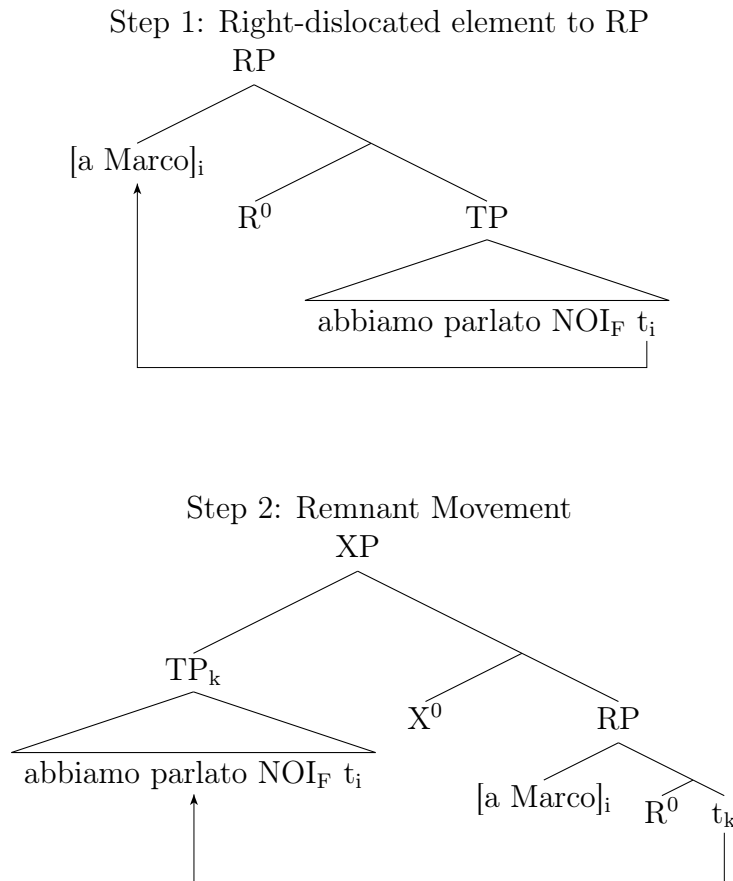 Step 1: Right-dislocated element to RP
RP
[a Marco]i
R0 TP
abbiamo parlato NOIF ti
Step 2: Remnant Movement
XP
TPk
X0 RP
abbiamo parlato NOIF ti
[a Marco]i R0 tk